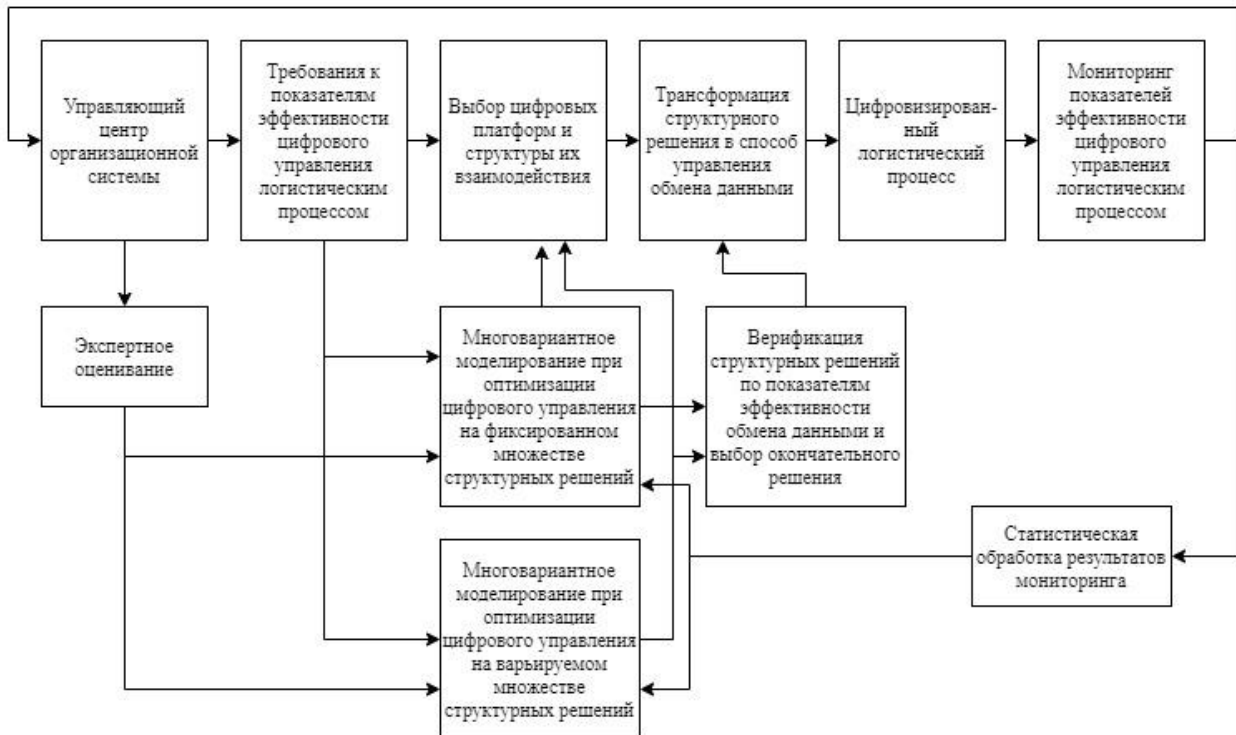 Управляющий
центр
организационной
системы
Требования к
показателям
эффективности
цифрового
управления
логистическим
процессом
Выбор цифровых
платформ и
структуры их
взаимодействия
Трансформация
структурного
решения в способ
управления
обмена данными
Цифровизирован-
ный
логистический
процесс
Мониторинг
показателей
эффективности
цифрового
управления
логистическим
процессом
Экспертное
оценивание
Многовариантное
моделирование при
оптимизации
цифрового управления
на фиксированном
множестве
структурных решений
Верификация
структурных решений
по показателям
эффективности
обмена данными и
выбор окончательного
решения
Статистическая
обработка результатов
мониторинга
Многовариантное
моделирование при
оптимизации
цифрового управления
на варьируемом
множестве
структурных решений